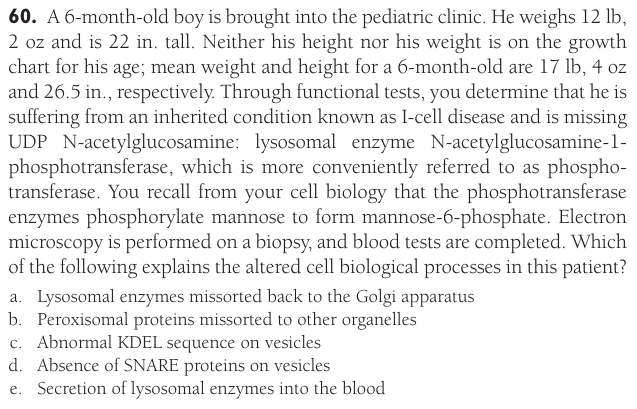 60. A 6-month-old boy is brought into the pediatric clinic. He weighs 12 lb,
2 oz and is 22 in. tall. Neither his height nor his weight is on the growth
chart for his age; mean weight and height for a 6-month-old are 17 lb, 4 oz
and 26.5 in., respectively. Through functional tests, you determine that he is
suffering from an inherited condition known as I-cell disease and is missing
UDP N-acetylglucosamine: lysosomal enzyme N-acetylglucosamine-1-
phosphotransferase, which is more conveniently referred to as phospho-
transferase. You recall from your cell biology that the phosphotransferase
enzymes phosphorylate mannose to form mannose-6-phosphate. Electron
microscopy is performed on a biopsy, and blood tests are completed. Which
of the following explains the altered cell biological processes in this patient?
a. Lysosomal enzymes missorted back to the Golgi apparatus
b. Peroxisomal proteins missorted to other organelles
c. Abnormal KDEL sequence on vesicles
d. Absence of SNARE proteins on vesicles
e. Secretion of lysosomal enzymes into the blood